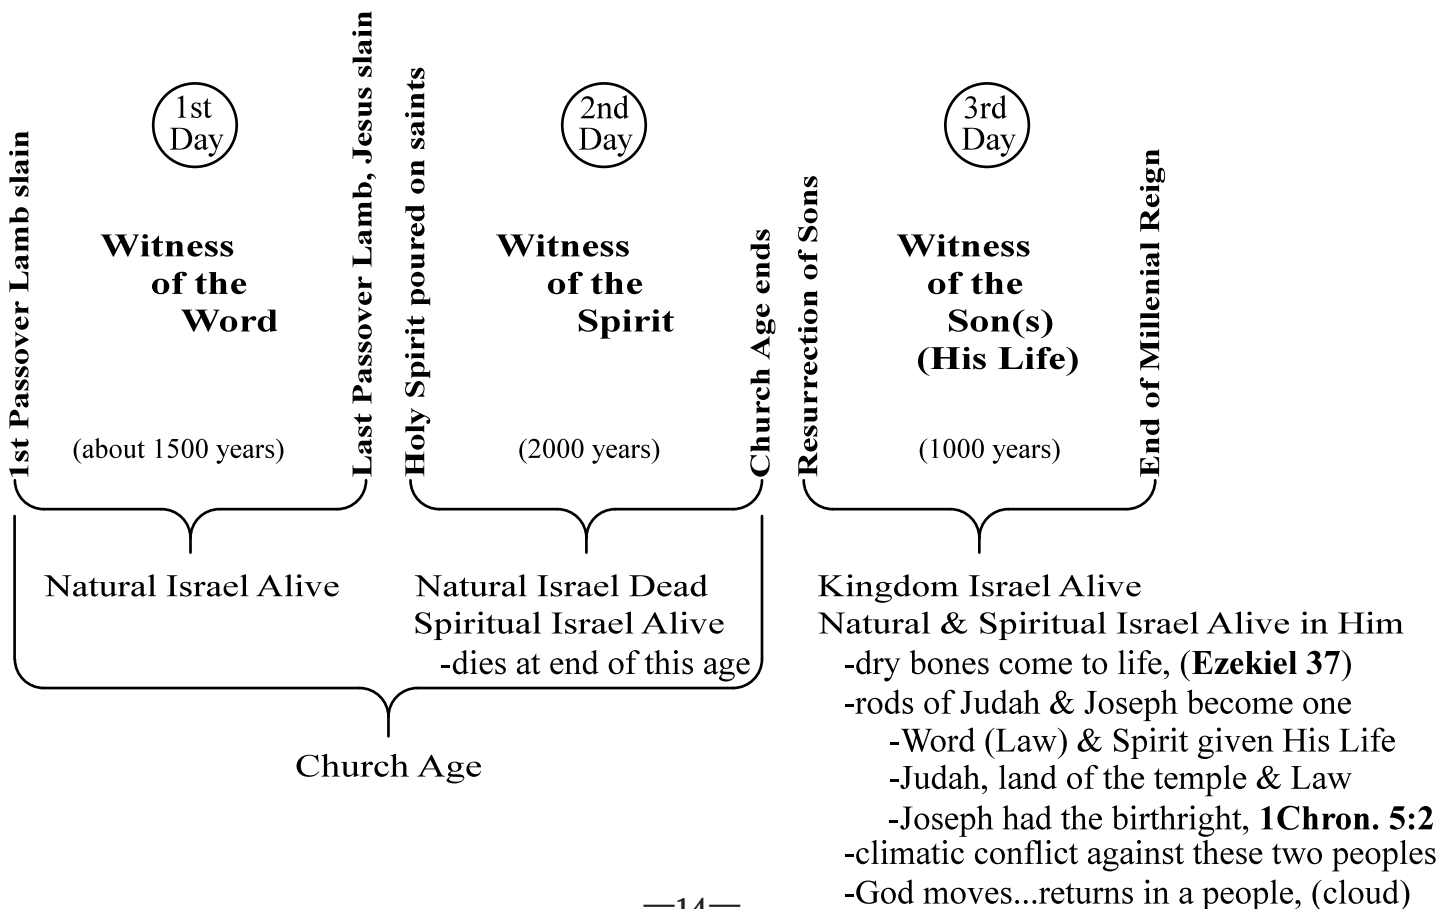 1st Passover Lamb slain
1st
Day
Witness
of the
Word
(about 1500 years)
Last Passover Lamb, Jesus slain
Holy Spirit poured on saints
2nd
Day
Witness
of the
Spirit
(2000 years)
Church Age ends
Resurrection of Sons
3rd
Day
Witness
of the
Son(s)
(His Life)
(1000 years)
End of Millenial Reign
Natural Israel Alive
Natural Israel Dead
Spiritual Israel Alive
-dies at end of this age
Church Age
Kingdom Israel Alive
Natural & Spiritual Israel Alive in Him
-dry bones come to life, (Ezekiel 37)
-rods of Judah & Joseph become one
-Word (Law) & Spirit given His Life
-Judah, land of the temple & Law
-Joseph had the birthright, 1Chron. 5:2
-climatic conflict against these two peoples
-God moves...returns in a people, (cloud)
—14—